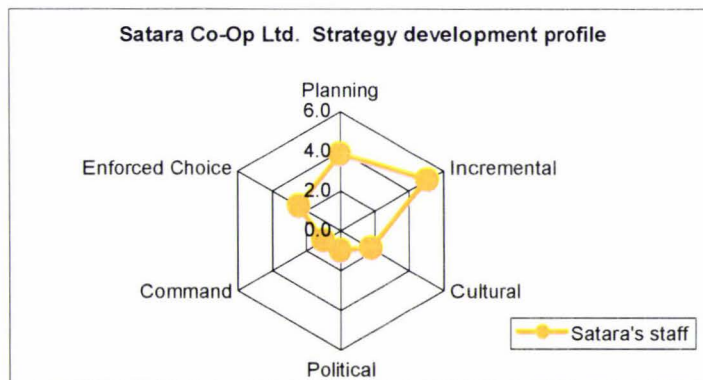 Satara Co-Op Ltd. Strategy development profile
Planning
6.0
Enforced Choice
4.0
Incremental
2.0
0.0
Command
Cultural
Satara's staff
Political